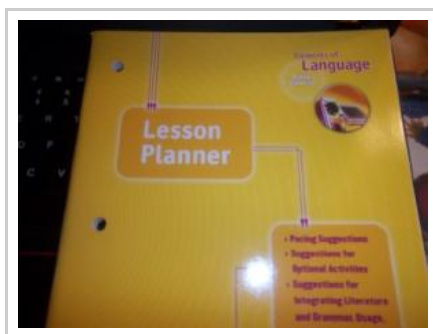 Elements of
Language
Lesson
Planner
• Pacing Suggestions
• Suggestions for
Optional Activities
• Suggestions for
Integrating Literature
and Grammar, Usage,